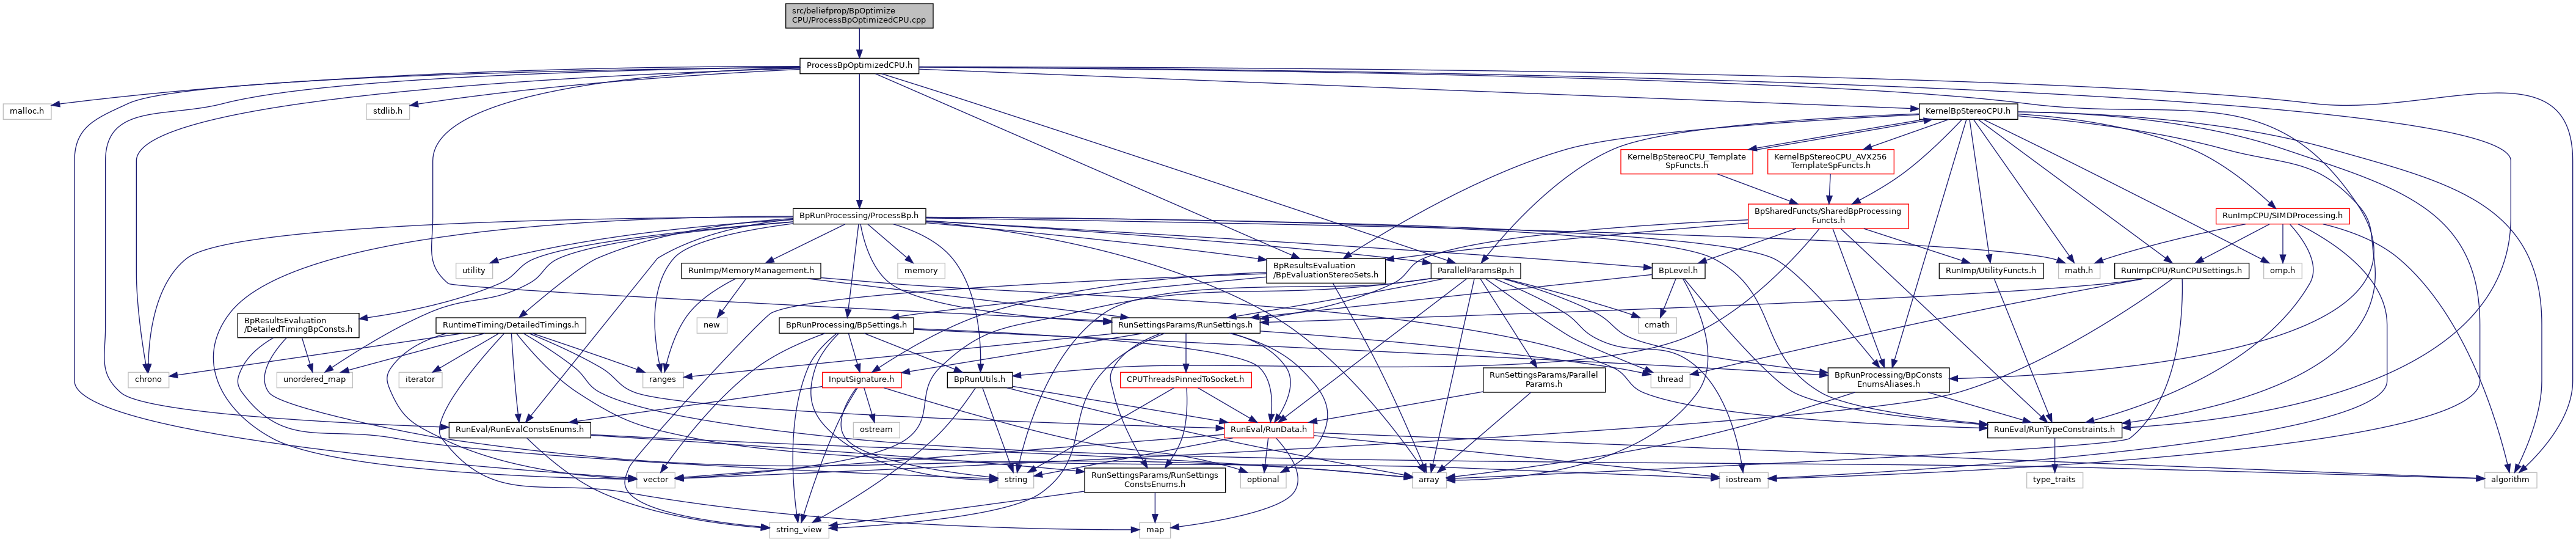 src/beliefprop/BpOptimize
CPU/ProcessBpOptimizedCPU.cpp
ProcessBpOptimizedCPU.h
malloc.h
stdlib.h
KernelBpStereoCPU.h
KernelBpStereoCPU_Template
SpFuncts.h
KernelBpStereoCPU_AVX256
TemplateSpFuncts.h
BpRunProcessing/ProcessBp.h
BpSharedFuncts/SharedBpProcessing
Functs.h
RunImpCPU/SIMDProcessing.h
utility
RunImp/MemoryManagement.h
memory
BpResultsEvaluation
/BpEvaluationStereoSets.h
ParallelParamsBp.h
BpLevel.h
RunImp/UtilityFuncts.h
math.h
RunImpCPU/RunCPUSettings.h
omp.h
BpResultsEvaluation
/DetailedTimingBpConsts.h
RuntimeTiming/DetailedTimings.h
new
BpRunProcessing/BpSettings.h
RunSettingsParams/RunSettings.h
cmath
chrono
unordered_map
iterator
ranges
InputSignature.h
BpRunUtils.h
CPUThreadsPinnedToSocket.h
RunSettingsParams/Parallel
Params.h
thread
BpRunProcessing/BpConsts
EnumsAliases.h
RunEval/RunEvalConstsEnums.h
ostream
RunEval/RunData.h
RunEval/RunTypeConstraints.h
vector
string
RunSettingsParams/RunSettings
ConstsEnums.h
optional
array
iostream
type_traits
algorithm
string_view
map